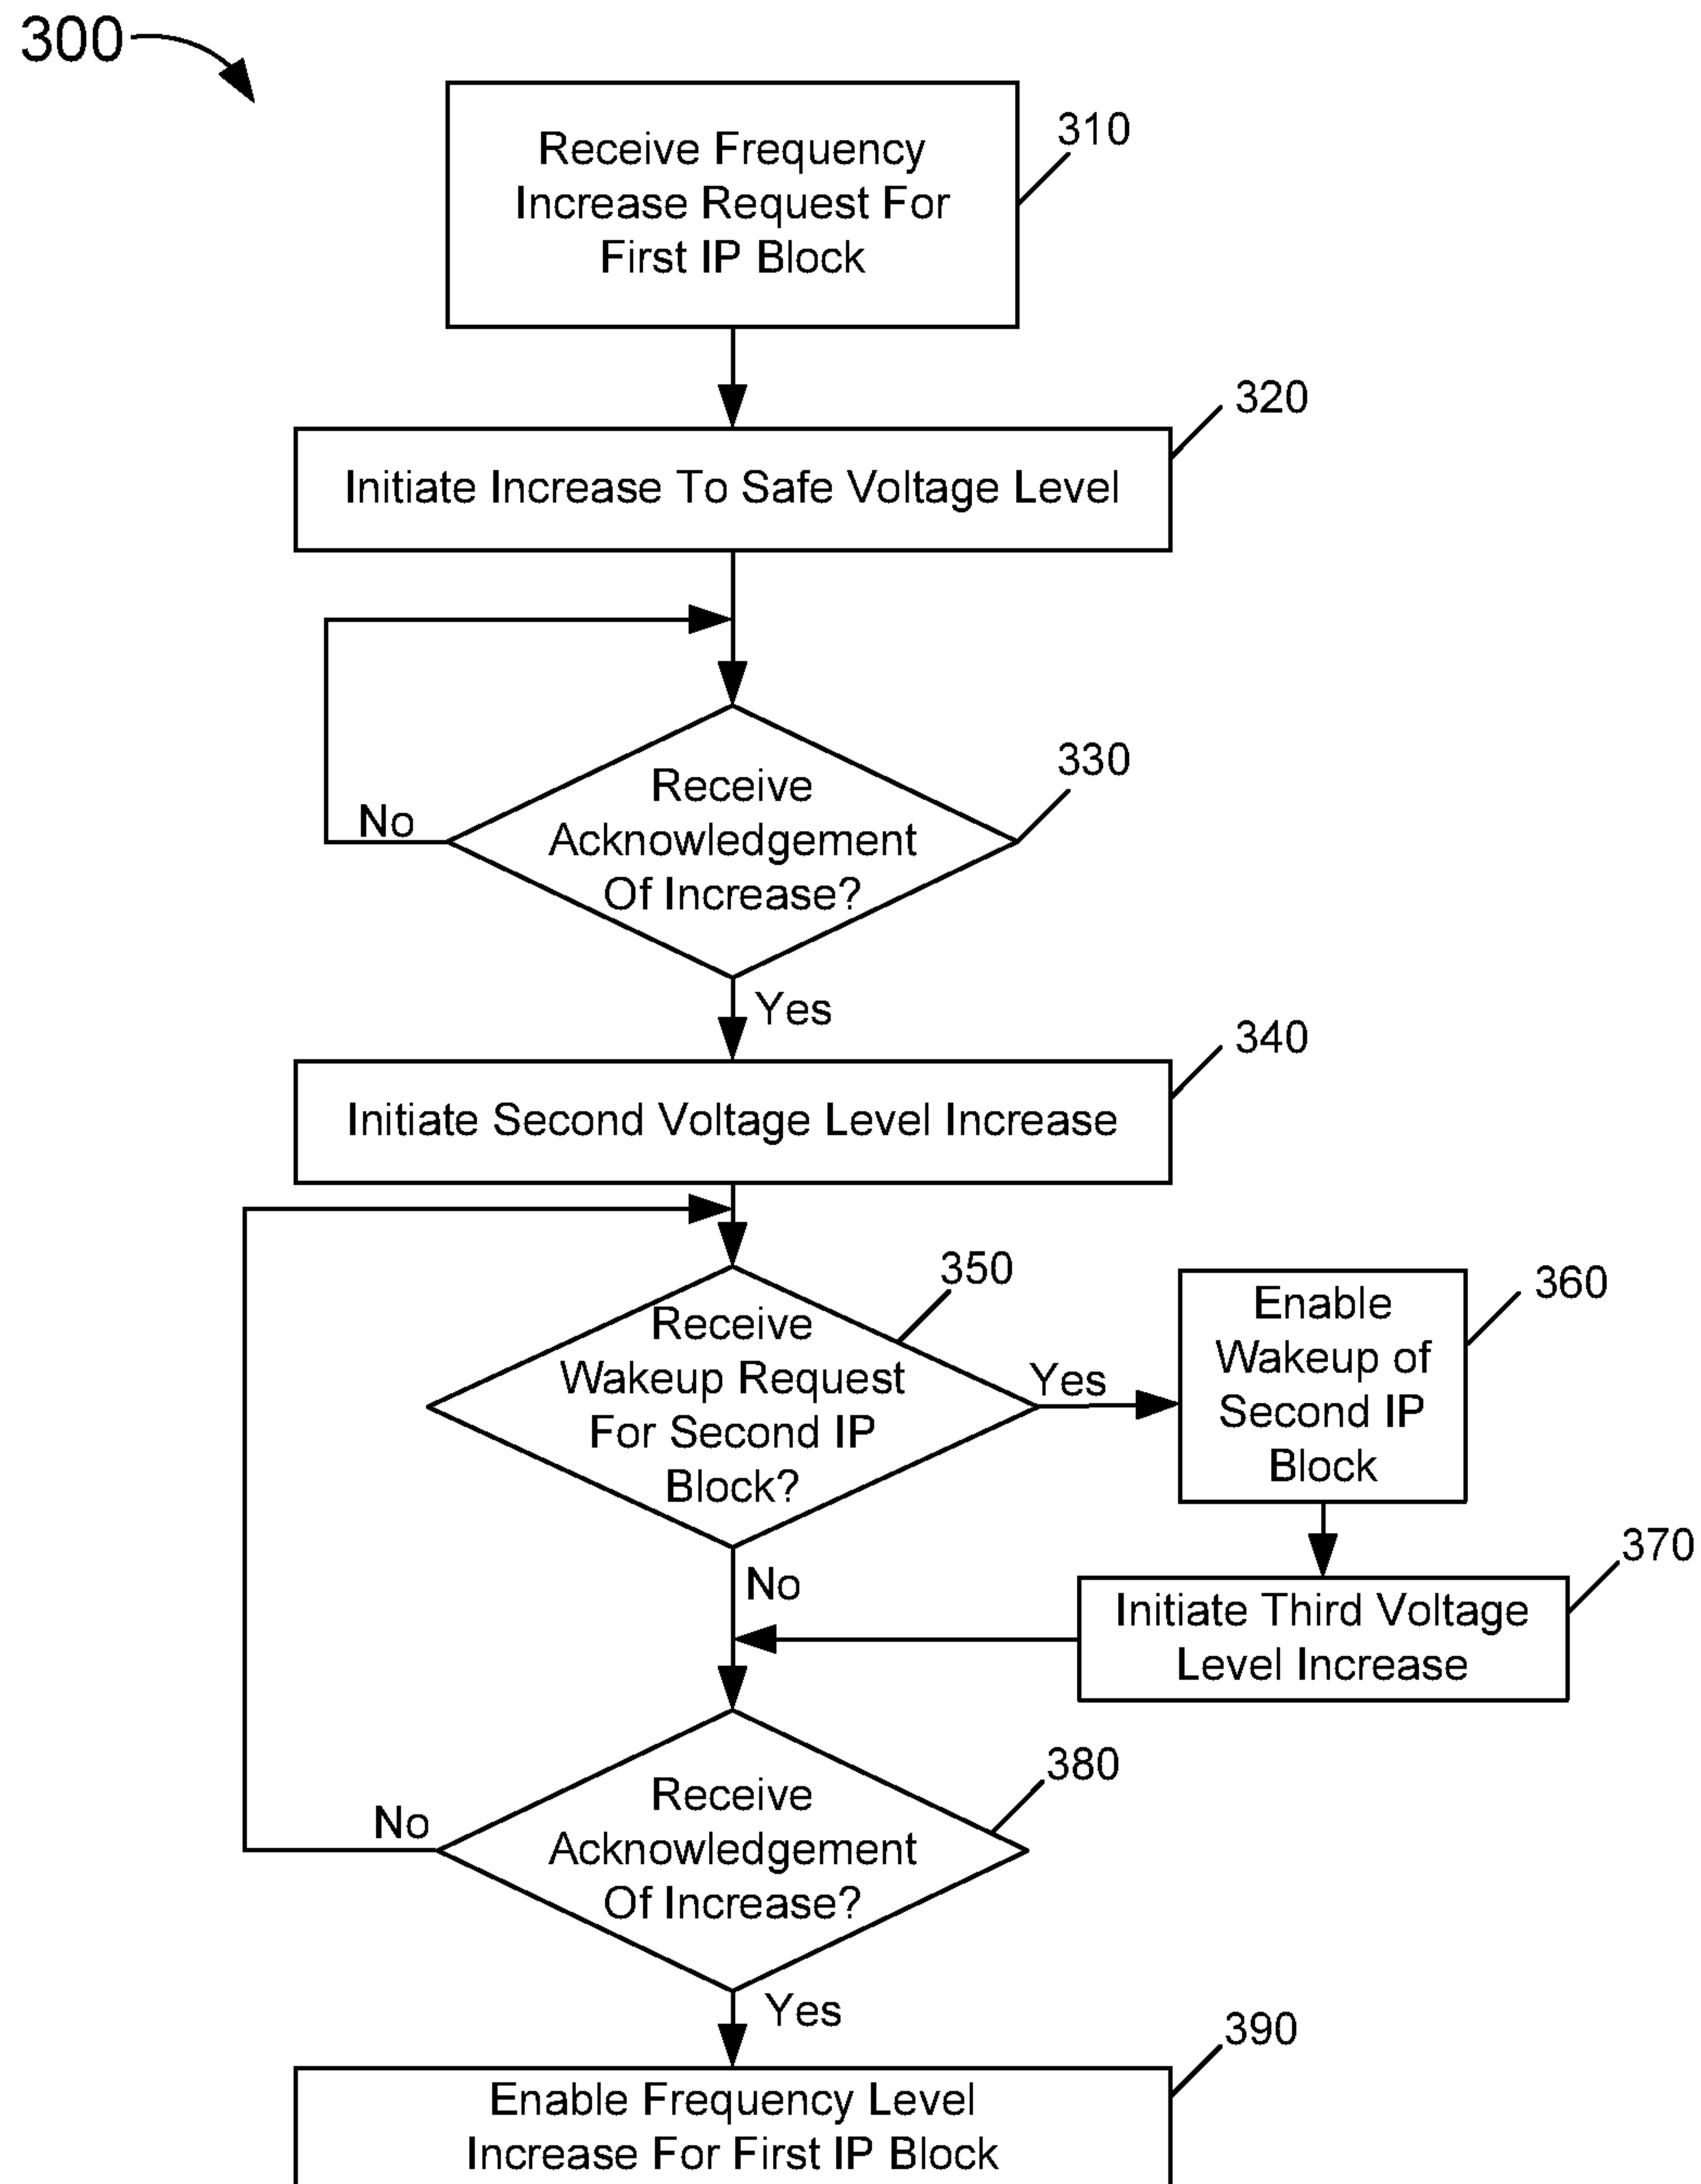 300
Receive Frequency
Increase Request For
First IP Block
310
Initiate Increase To Safe Voltage Level
320
Receive
Acknowledgement
Of Increase?
330
No
Yes
Initiate Second Voltage Level Increase
340
Receive
Wakeup Request
For Second IP
Block?
350
Yes
Enable
Wakeup of
Second IP
Block
360
No
Initiate Third Voltage
Level Increase
370
Receive
Acknowledgement
Of Increase?
380
No
Yes
Enable Frequency Level
Increase For First IP Block
390